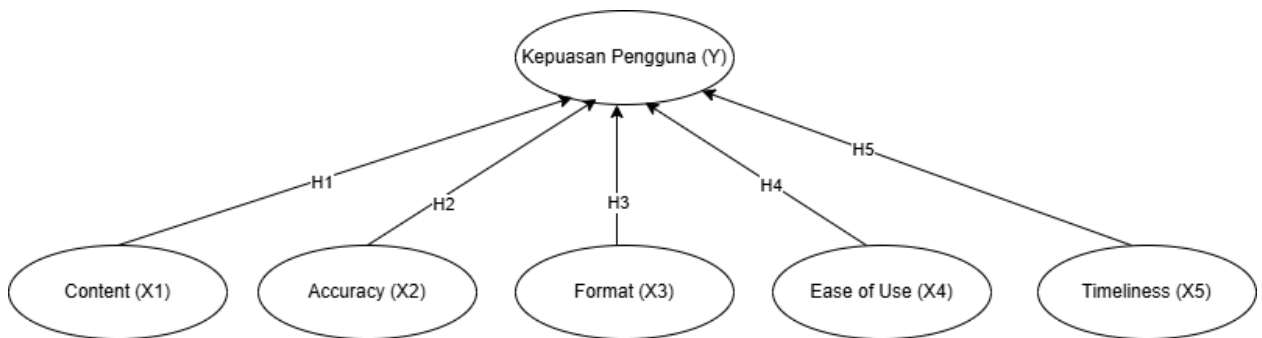 Kepuasan Pengguna (Y)
H1
H2
H3
H4
H5
Content (X1)
Accuracy (X2)
Format (X3)
Ease of Use (X4)
Timeliness (X5)